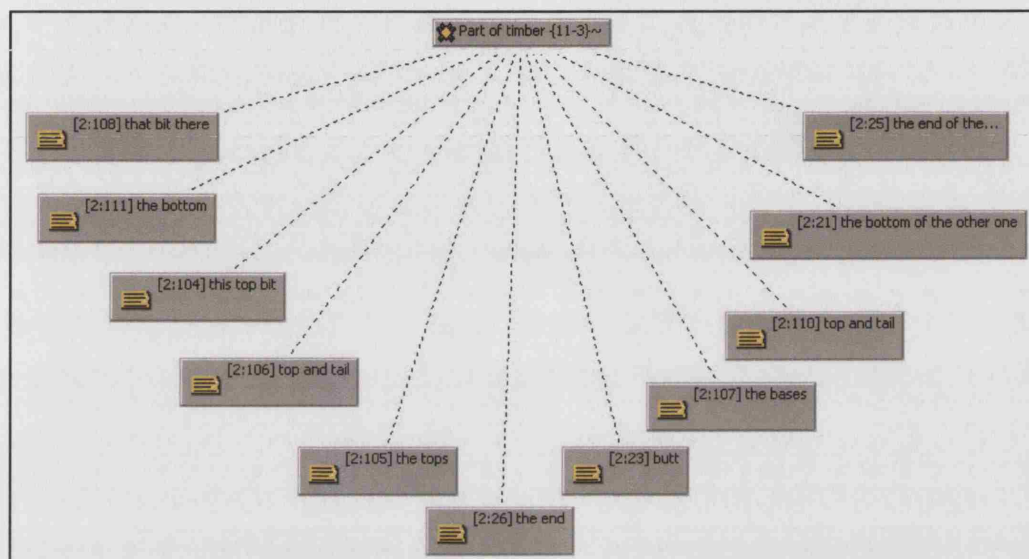 Part of timber {11-3}~
[2:108] that bit there
[2:25] the end of the...
[2:111] the bottom
[2:21] the bottom of the other one
[2:104] this top bit
[2:110] top and tail
[2:106] top and tail
[2:107] the bases
[2:105] the tops
[2:23] butt
[2:26] the end